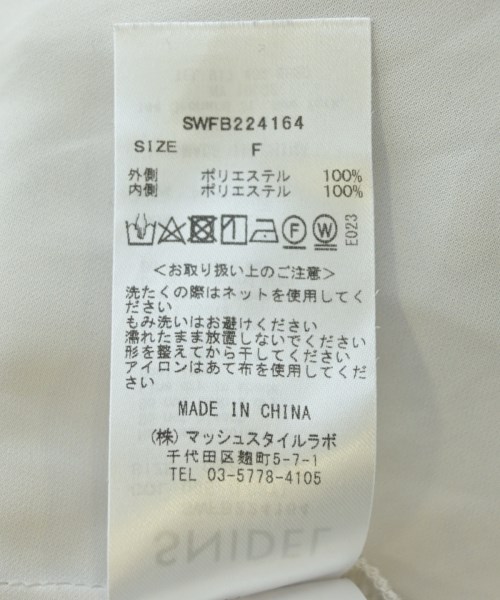 SWFB224164
SIZE F
外側 ポリエステル 100%
内側 ポリエステル 100%
E023
＜お取り扱い上のご注意＞
洗たくの際はネットを使用してく
ださい
もみ洗いはお避けください
濡れたまま放置しないでください
形を整えてから干してください
アイロンはあて布を使用してくだ
さい
MADE IN CHINA
(株) マッシュスタイルラボ
千代田区麹町5-7-1
TEL 03-5778-4105
SWFB224164
SNIDEL